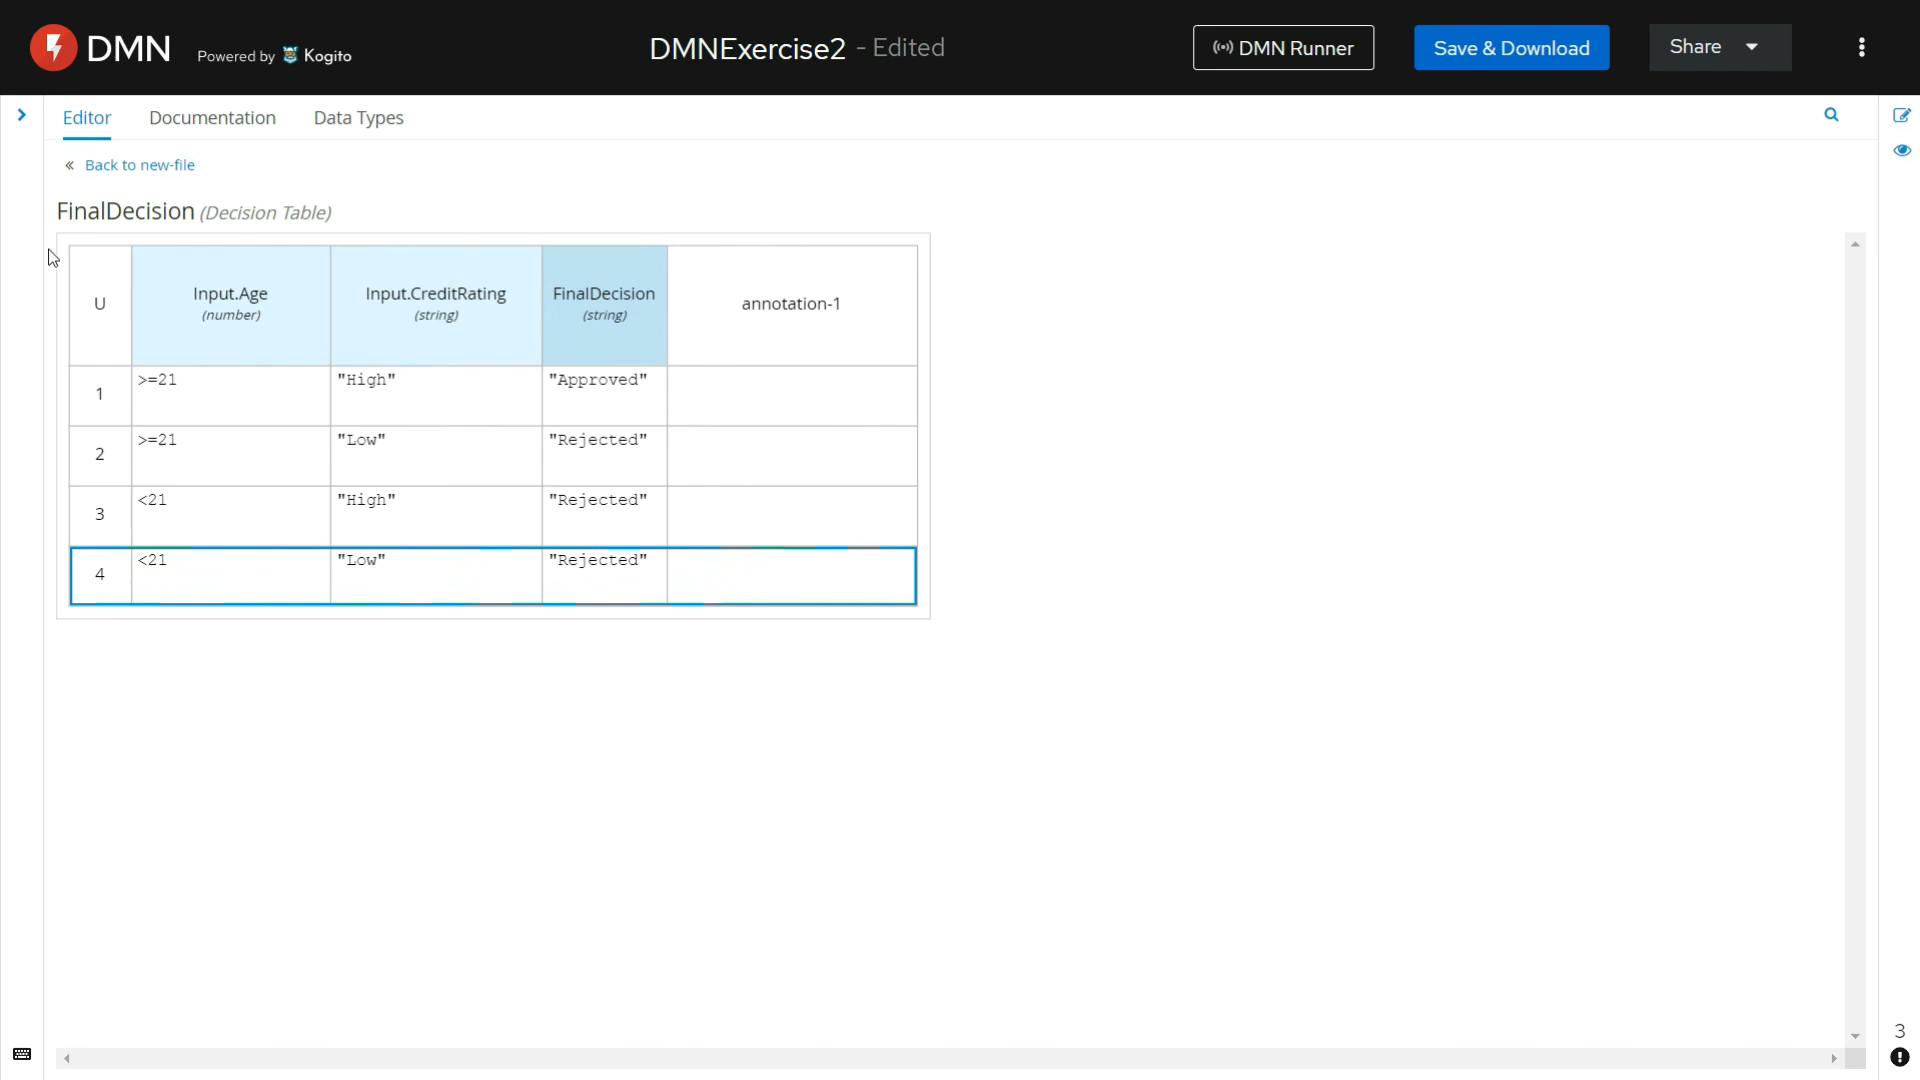 DMN Powered by Kogito DMNExercise2 - Edited DMN Runner Save & Download Share
Editor Documentation Data Types
« Back to new-file
FinalDecision (Decision Table)
U Input.Age (number) Input.CreditRating (string) FinalDecision (string) annotation-1
1 >=21 "High" "Approved"
2 >=21 "Low" "Rejected"
3 <21 "High" "Rejected"
4 <21 "Low" "Rejected"
3